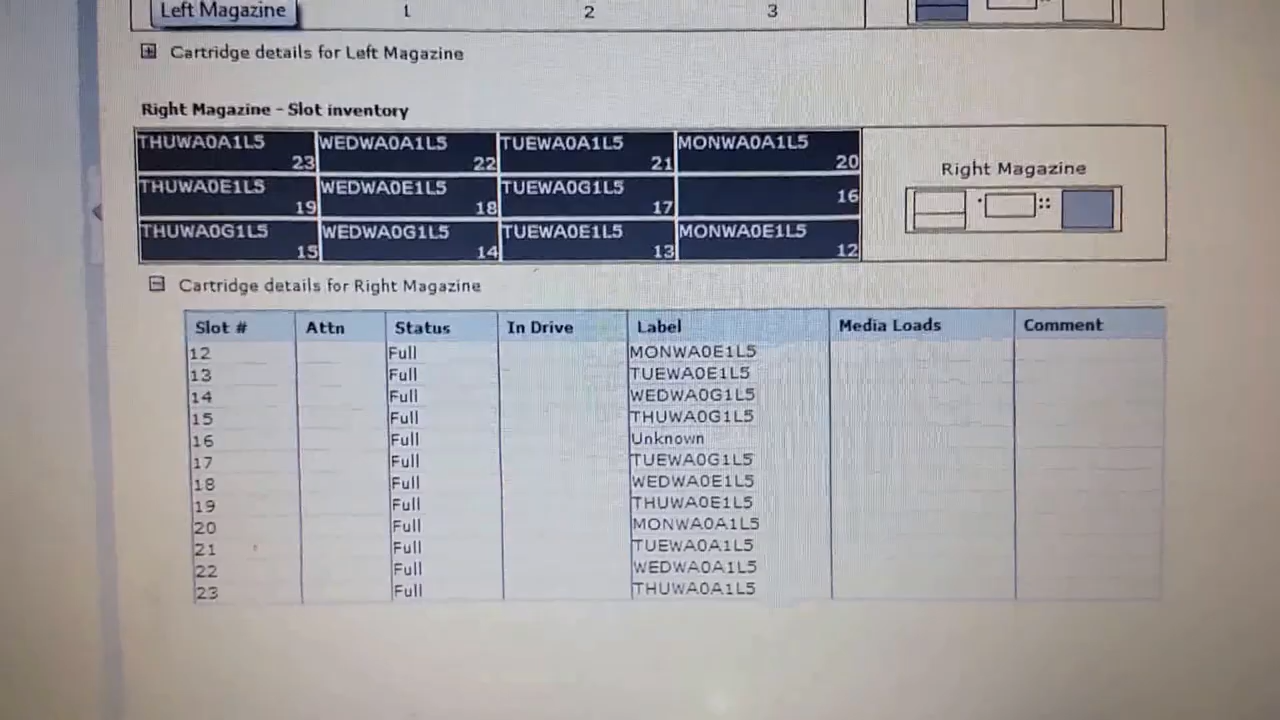 Left Magazine 1 2 3
Cartridge details for Left Magazine
Right Magazine - Slot inventory
THUWA0A1L5 WEDWA0A1L5 TUEWA0A1L5 MONWA0A1L5
23 22 21 20
Right Magazine
THUWA0E1L5 WEDWA0E1L5 TUEWA0G1L5
19 18 17 16
THUWA0G1L5 WEDWA0G1L5 TUEWA0E1L5 MONWA0E1L5
15 14 13 12
Cartridge details for Right Magazine
Slot # Attn Status In Drive Label Media Loads Comment
12 Full MONWA0E1L5
13 Full TUEWA0E1L5
14 Full WEDWA0G1L5
15 Full THUWA0G1L5
16 Full Unknown
17 Full TUEWA0G1L5
18 Full WEDWA0E1L5
19 Full THUWA0E1L5
20 Full MONWA0A1L5
21 Full TUEWA0A1L5
22 Full WEDWA0A1L5
23 Full THUWA0A1L5